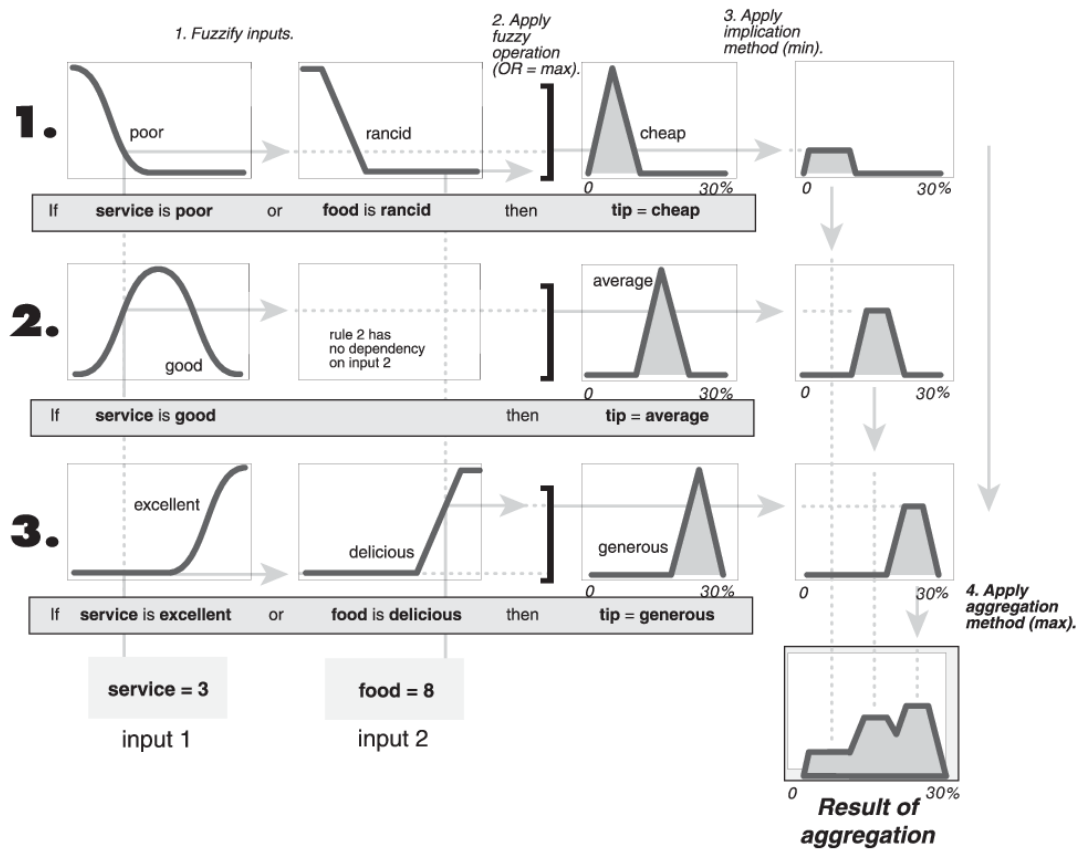 1. Fuzzify inputs.
2. Apply
fuzzy
operation
(OR = max).
3. Apply
implication
method (min).
1.
poor
rancid
cheap
0
30%
0
30%
If service is poor or food is rancid then tip = cheap
2.
good
rule 2 has
no dependency
on input 2
average
0
30%
0
30%
If service is good then tip = average
3.
excellent
delicious
generous
0
30%
0
30%
If service is excellent or food is delicious then tip = generous
4. Apply
aggregation
method (max).
service = 3
food = 8
input 1
input 2
0
30%
Result of
aggregation